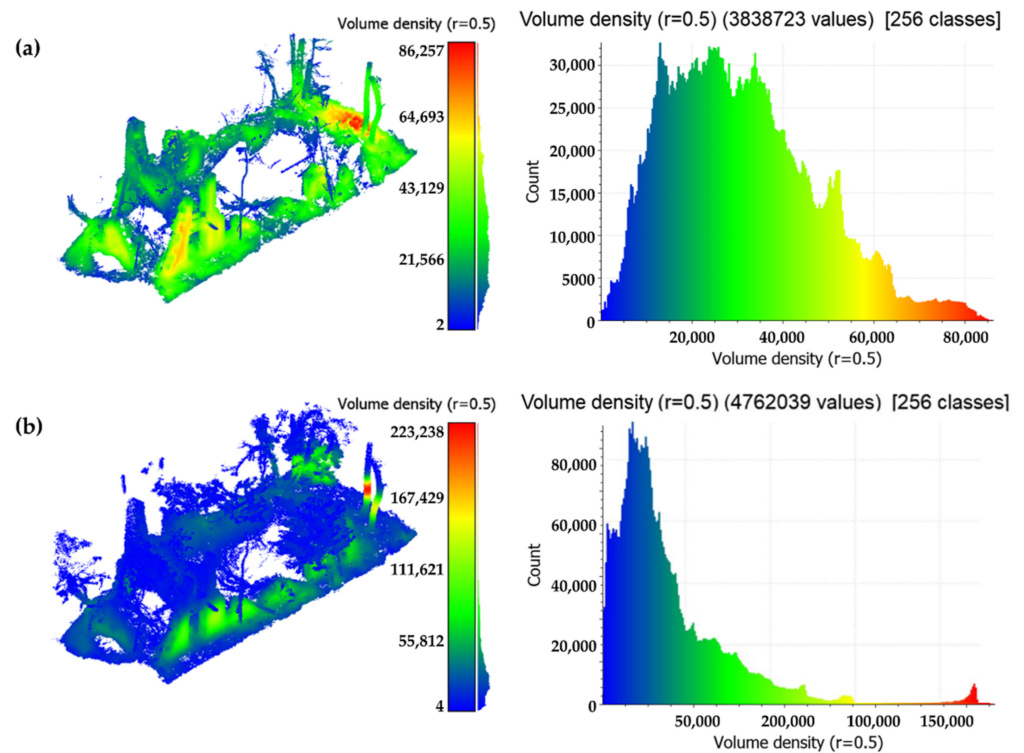 (a)
Volume density (r=0.5)
86,257
64,693
43,129
21,566
2
Volume density (r=0.5) (3838723 values) [256 classes]
Count
30,000
25,000
20,000
15,000
10,000
5000
0
20,000 40,000 60,000 80,000
Volume density (r=0.5)
(b)
Volume density (r=0.5)
223,238
167,429
111,621
55,812
4
Volume density (r=0.5) (4762039 values) [256 classes]
Count
80,000
60,000
40,000
20,000
0
50,000 200,000 100,000 150,000
Volume density (r=0.5)